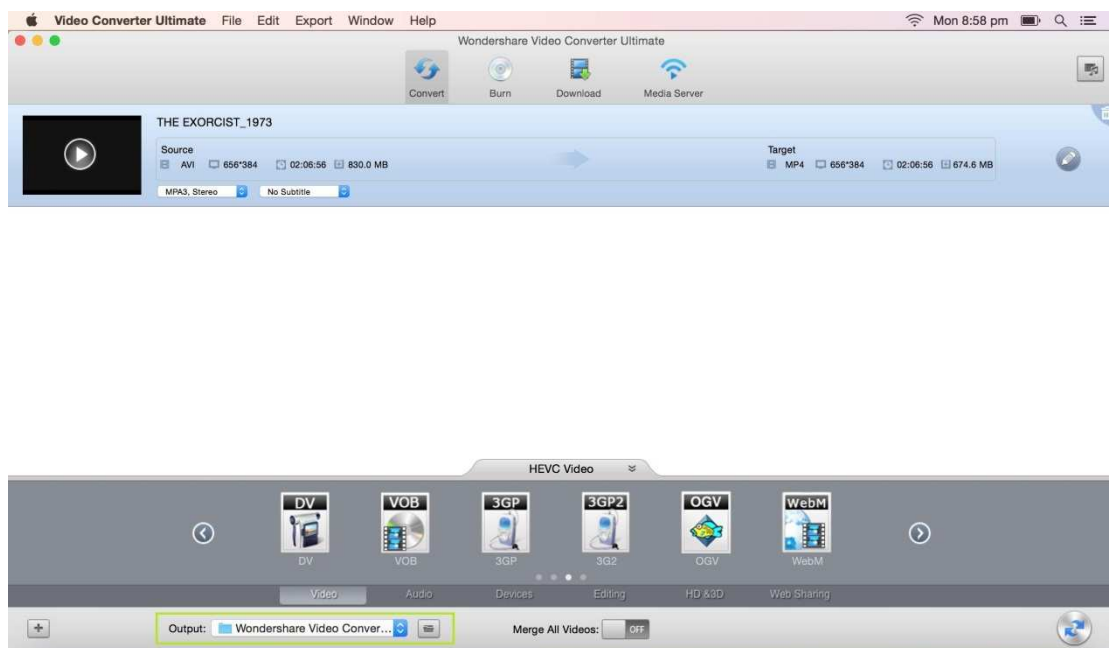 Video Converter Ultimate File Edit Export Window Help Mon 8:58 pm
Wondershare Video Converter Ultimate
Convert Burn Download Media Server
THE EXORCIST_1973
Source Target
AVI 656*384 02:06:56 830.0 MB MP4 656*384 02:06:56 674.6 MB
MPA3, Stereo No Subtitle
HEVC Video
DV VOB 3GP 3GP2 OGV WebM
DV VOB 3GP 3G2 OGV WebM
Video Audio Devices Editing HD &3D Web Sharing
Output: Wondershare Video Conver... Merge All Videos: OFF